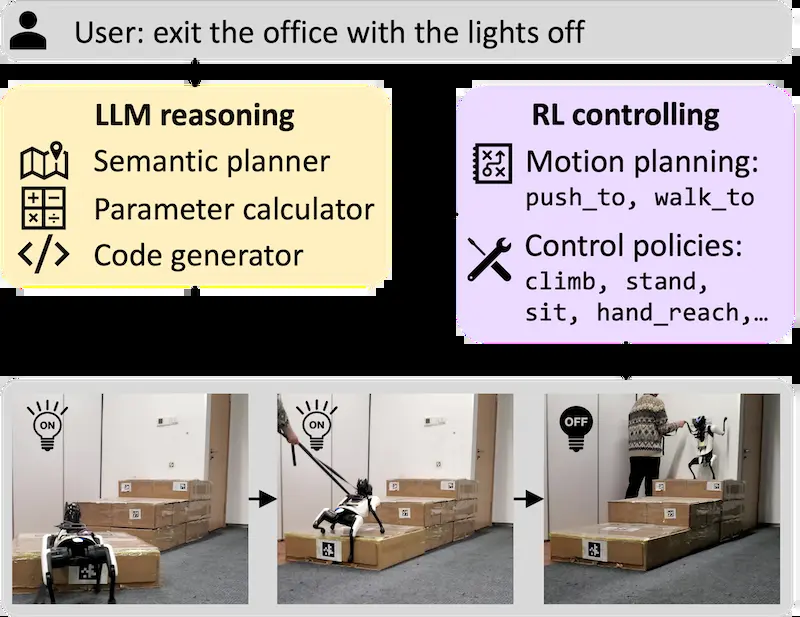 User: exit the office with the lights off
LLM reasoning
Semantic planner
Parameter calculator
Code generator
RL controlling
Motion planning:
push_to, walk_to
Control policies:
climb, stand,
sit, hand_reach,…
ON
ON
OFF